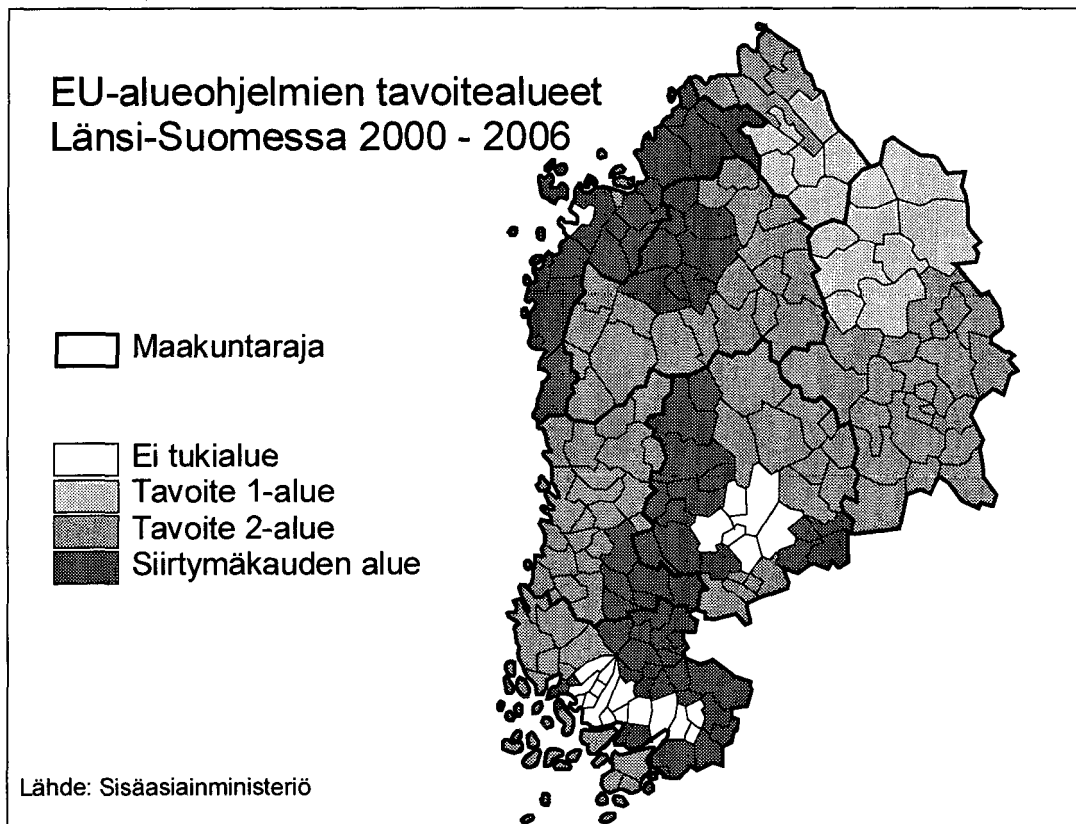 EU-alueohjelmien tavoitealueet
Länsi-Suomessa 2000 - 2006
Maakuntaraja
Ei tukialue
Tavoite 1-alue
Tavoite 2-alue
Siirtymäkauden alue
Lähde: Sisäasiainministeriö